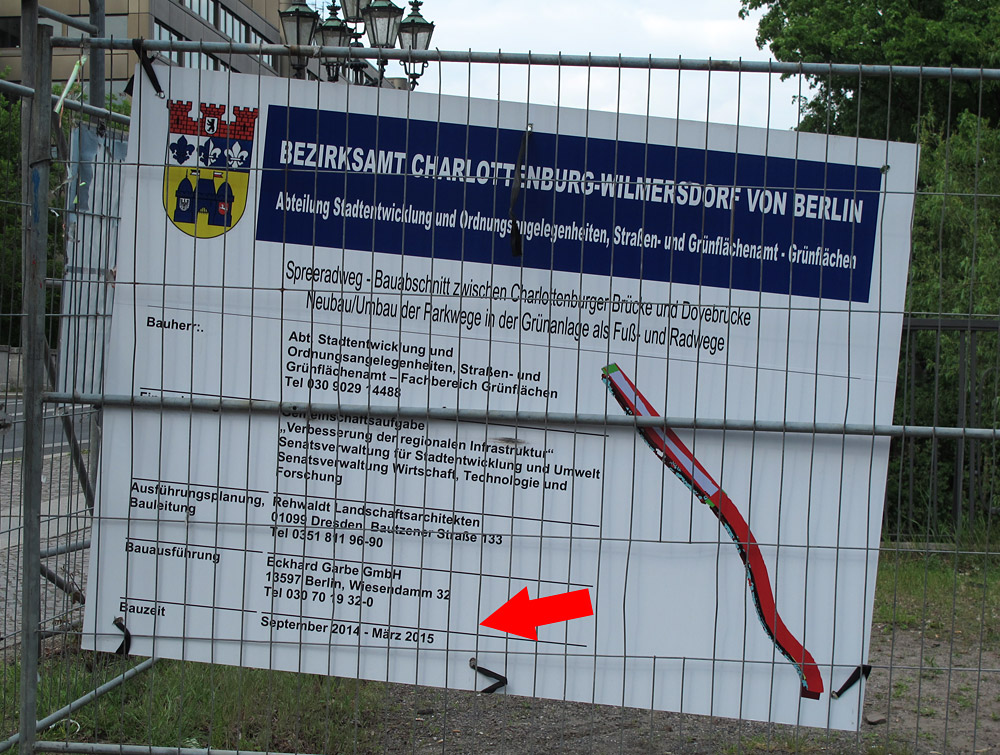 BEZIRKSAMT CHARLOTTENBURG-WILMERSDORF VON BERLIN
Abteilung Stadtentwicklung und Ordnungsangelegenheiten, Straßen- und Grünflächenamt - Grünflächen
Spreeradweg - Bauabschnitt zwischen Charlottenburger Brücke und Dovebrücke
Neubau/Umbau der Parkwege in der Grünanlage als Fuß- und Radwege
Bauherr:
Abt. Stadtentwicklung und
Ordnungsangelegenheiten, Straßen- und
Grünflächenamt – Fachbereich Grünflächen
Tel 030 9029 14488
Gemeinschaftsaufgabe
„Verbesserung der regionalen Infrastruktur“
Senatsverwaltung für Stadtentwicklung und Umwelt
Senatsverwaltung Wirtschaft, Technologie und
Forschung
Ausführungsplanung,
Bauleitung
Rehwaldt Landschaftsarchitekten
01099 Dresden, Bautzener Straße 133
Tel 0351 811 96-90
Bauausführung
Eckhard Garbe GmbH
13597 Berlin, Wiesendamm 32
Tel 030 70 19 32-0
Bauzeit
September 2014 - März 2015